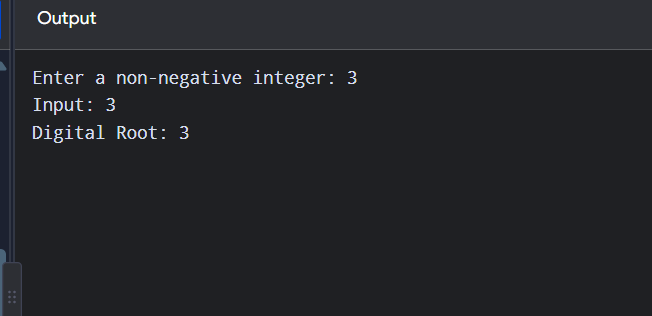 Output
Enter a non-negative integer: 3
Input: 3
Digital Root: 3